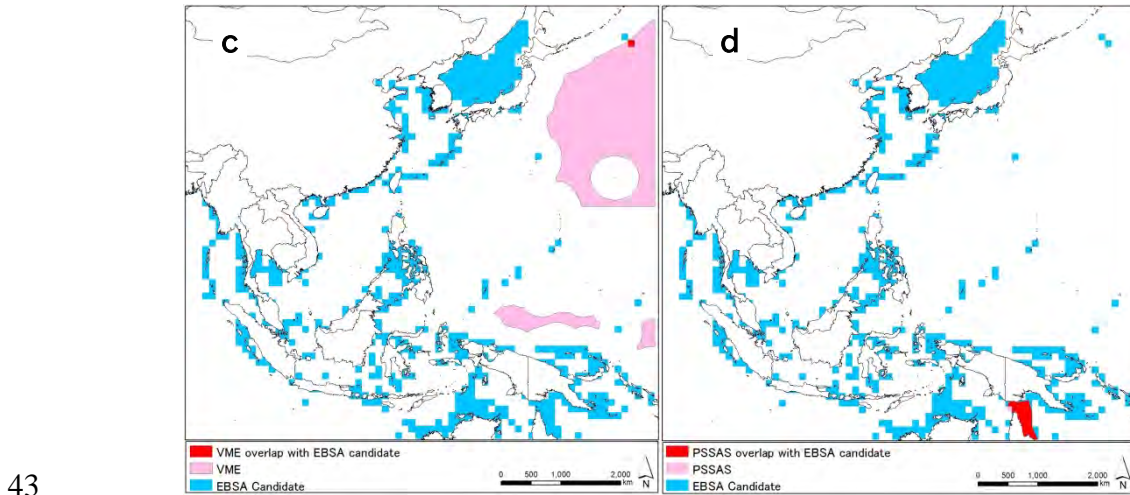 c
d
VME overlap with EBSA candidate
VME
EBSA Candidate
0 500 1,000 2,000
km
N
PSSAS overlap with EBSA candidate
PSSAS
EBSA Candidate
0 500 1,000 2,000
km
N
43